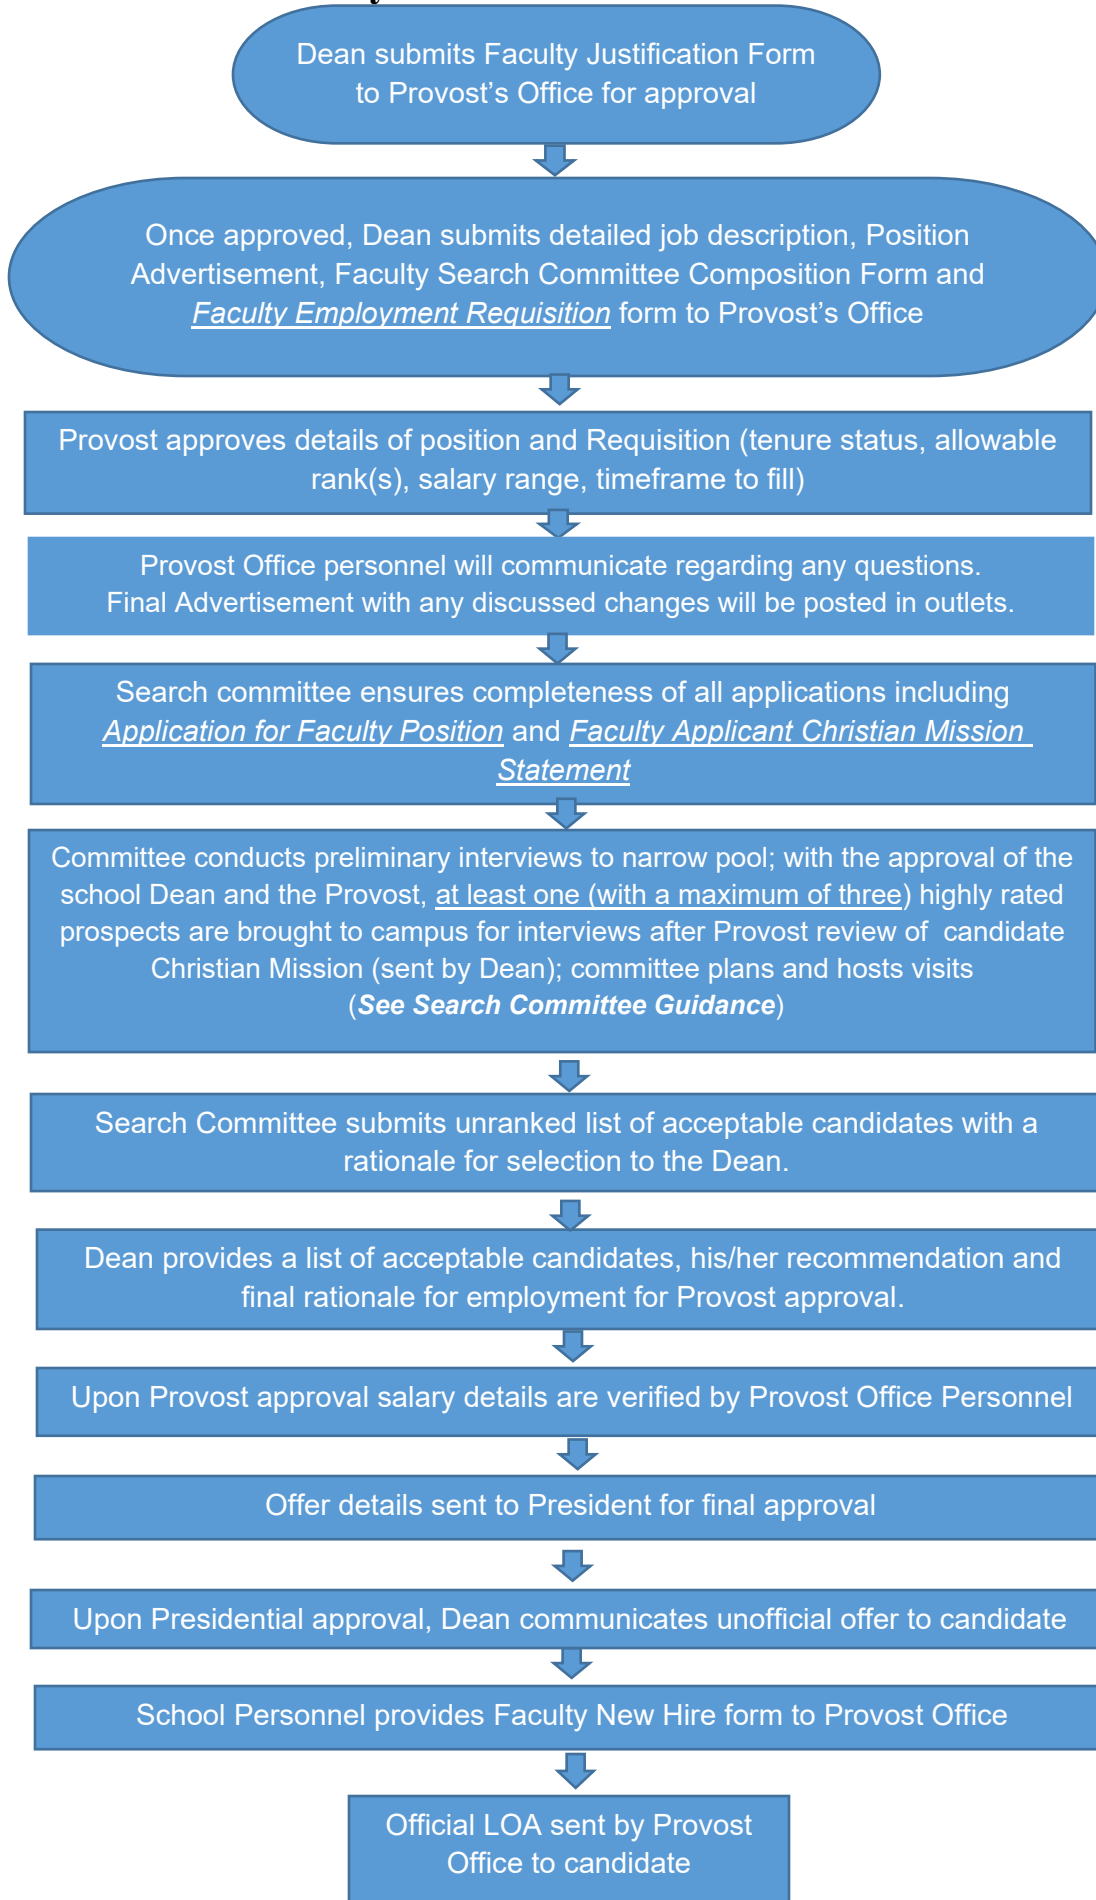 Dean submits Faculty Justification Form
to Provost’s Office for approval
Once approved, Dean submits detailed job description, Position
Advertisement, Faculty Search Committee Composition Form and
Faculty Employment Requisition form to Provost’s Office
Provost approves details of position and Requisition (tenure status, allowable
rank(s), salary range, timeframe to fill)
Provost Office personnel will communicate regarding any questions.
Final Advertisement with any discussed changes will be posted in outlets.
Search committee ensures completeness of all applications including
Application for Faculty Position and Faculty Applicant Christian Mission
Statement
Committee conducts preliminary interviews to narrow pool; with the approval of the
school Dean and the Provost, at least one (with a maximum of three) highly rated
prospects are brought to campus for interviews after Provost review of candidate
Christian Mission (sent by Dean); committee plans and hosts visits
(See Search Committee Guidance)
Search Committee submits unranked list of acceptable candidates with a
rationale for selection to the Dean.
Dean provides a list of acceptable candidates, his/her recommendation and
final rationale for employment for Provost approval.
Upon Provost approval salary details are verified by Provost Office Personnel
Offer details sent to President for final approval
Upon Presidential approval, Dean communicates unofficial offer to candidate
School Personnel provides Faculty New Hire form to Provost Office
Official LOA sent by Provost
Office to candidate